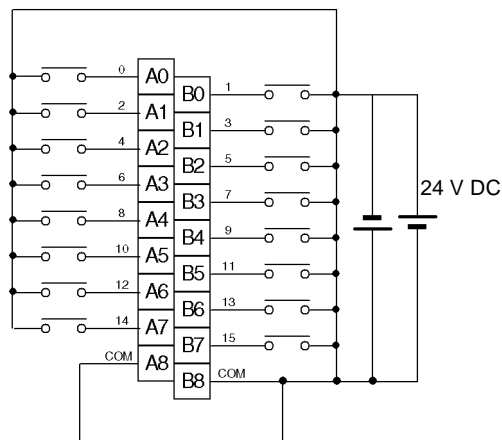 0 A0
B0 1
2 A1
B1 3
4 A2
B2 5
6 A3
B3 7
24 V DC
8 A4
B4 9
10 A5
B5 11
12 A6
B6 13
14 A7
B7 15
COM A8
B8 COM